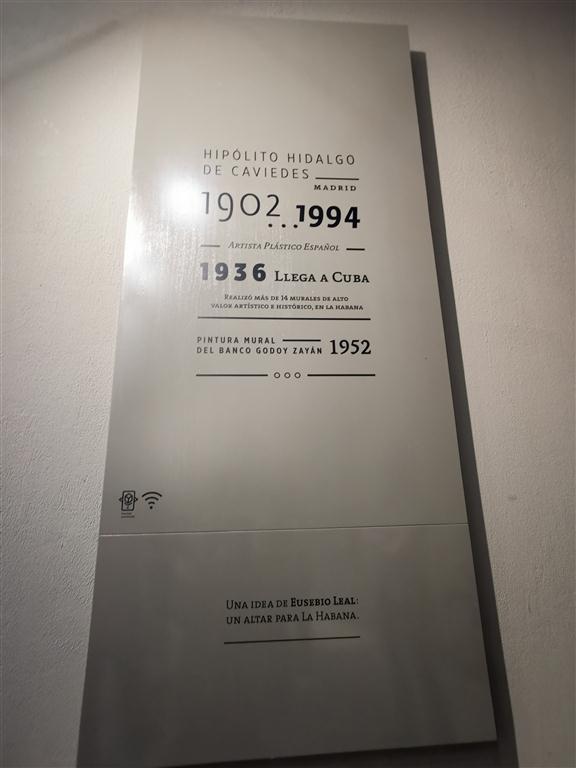 HIPÓLITO HIDALGO
DE CAVIEDES
MADRID
1902...1994
ARTISTA PLÁSTICO ESPAÑOL
1936 LLEGA A CUBA
REALIZÓ MÁS DE 14 MURALES DE ALTO
VALOR ARTÍSTICO E HISTÓRICO, EN LA HABANA
PINTURA MURAL
DEL BANCO GODOY ZAYÁN 1952
UNA IDEA DE EUSEBIO LEAL:
UN ALTAR PARA LA HABANA.